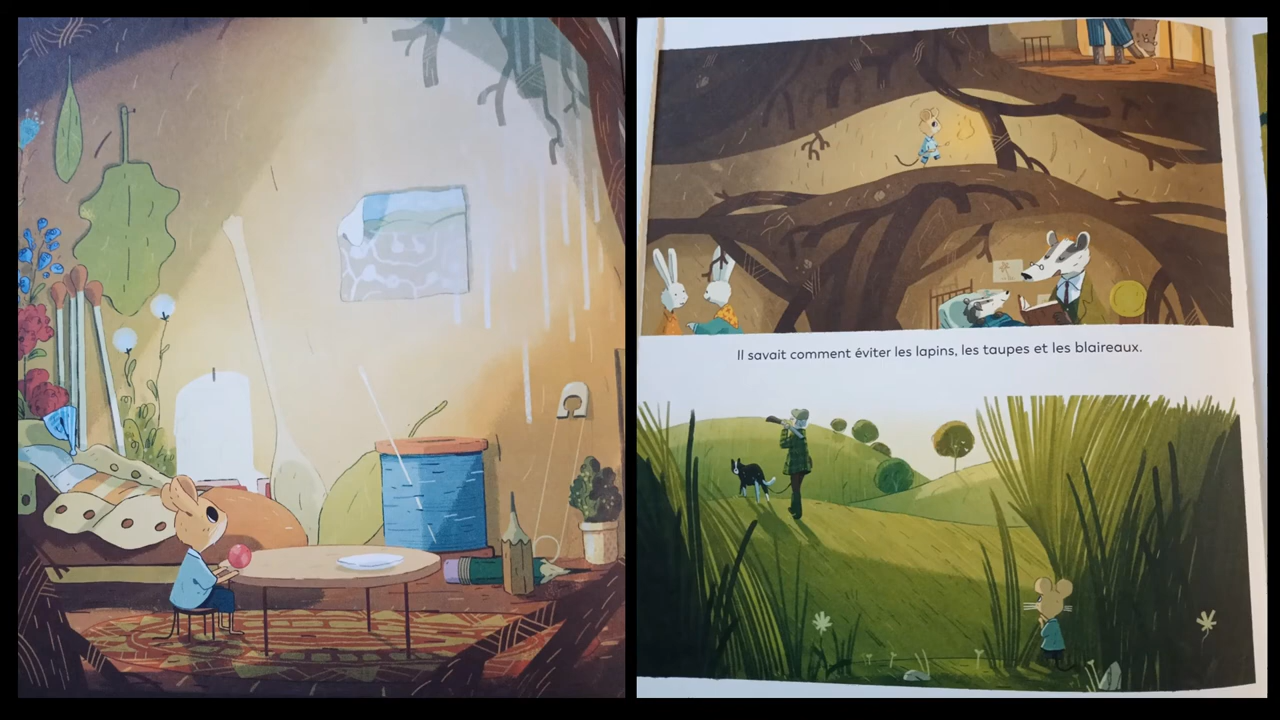 Il savait comment éviter les lapins, les taupes et les blaireaux.